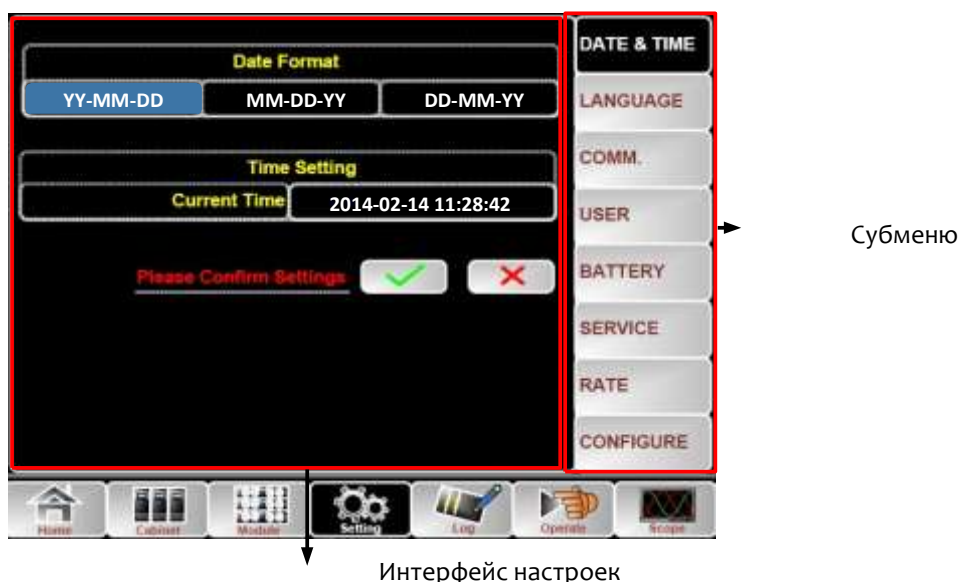 Date Format
YY-MM-DD MM-DD-YY DD-MM-YY
Time Setting
Current Time 2014-02-14 11:28:42
Please Confirm Settings
DATE & TIME
LANGUAGE
COMM.
USER
BATTERY
SERVICE
RATE
CONFIGURE
Субменю
Home Cabinet Module Setting Log Operate Scope
Интерфейс настроек